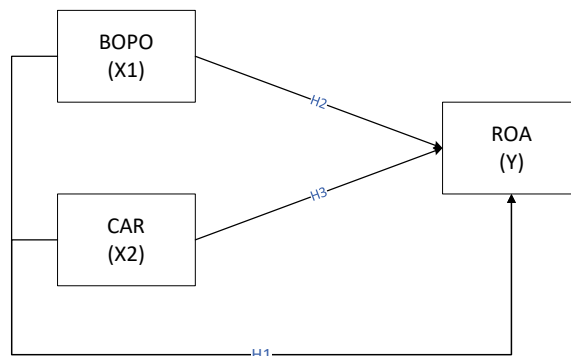 BOPO
(X1)
H2
ROA
(Y)
CAR
(X2)
H3
H1